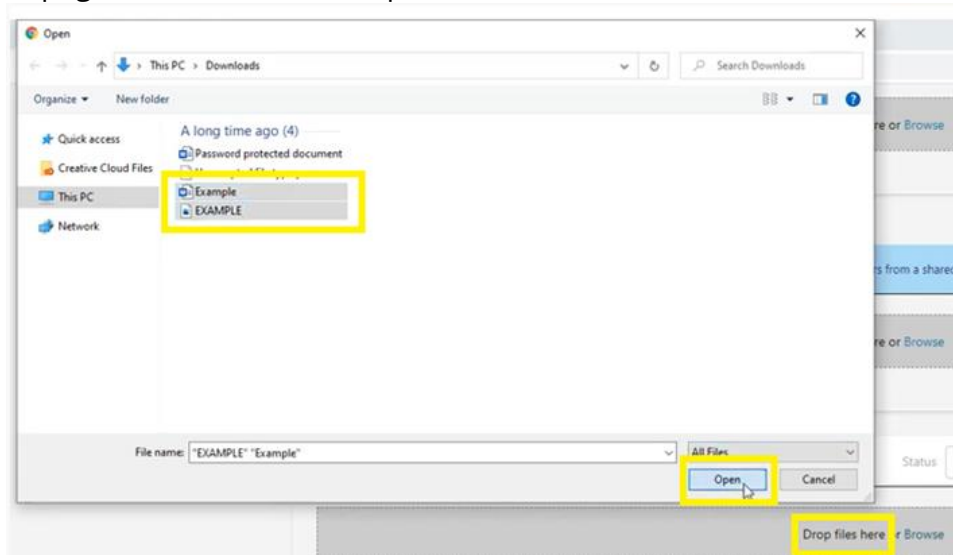 Open
This PC > Downloads
Search Downloads
Organize
New folder
A long time ago (4)
Quick access
Password protected document
Creative Cloud Files
This PC
Example
EXAMPLE
Network
re or Browse
rs from a shared
re or Browse
File name: "EXAMPLE" "Example"
All Files
Status
Open
Cancel
Drop files here or Browse